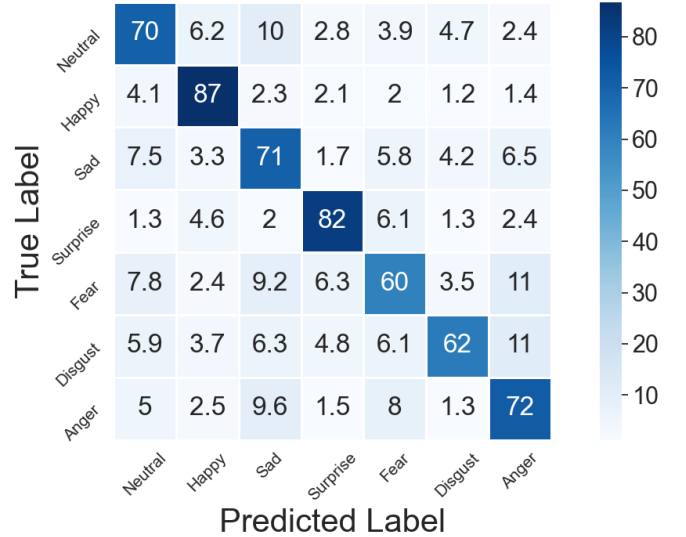 Neutral 70 6.2 10 2.8 3.9 4.7 2.4
Happy 4.1 87 2.3 2.1 2 1.2 1.4
Sad 7.5 3.3 71 1.7 5.8 4.2 6.5
Surprise 1.3 4.6 2 82 6.1 1.3 2.4
Fear 7.8 2.4 9.2 6.3 60 3.5 11
Disgust 5.9 3.7 6.3 4.8 6.1 62 11
Anger 5 2.5 9.6 1.5 8 1.3 72
Neutral Happy Sad Surprise Fear Disgust Anger
Predicted Label
True Label
80
70
60
50
40
30
20
10